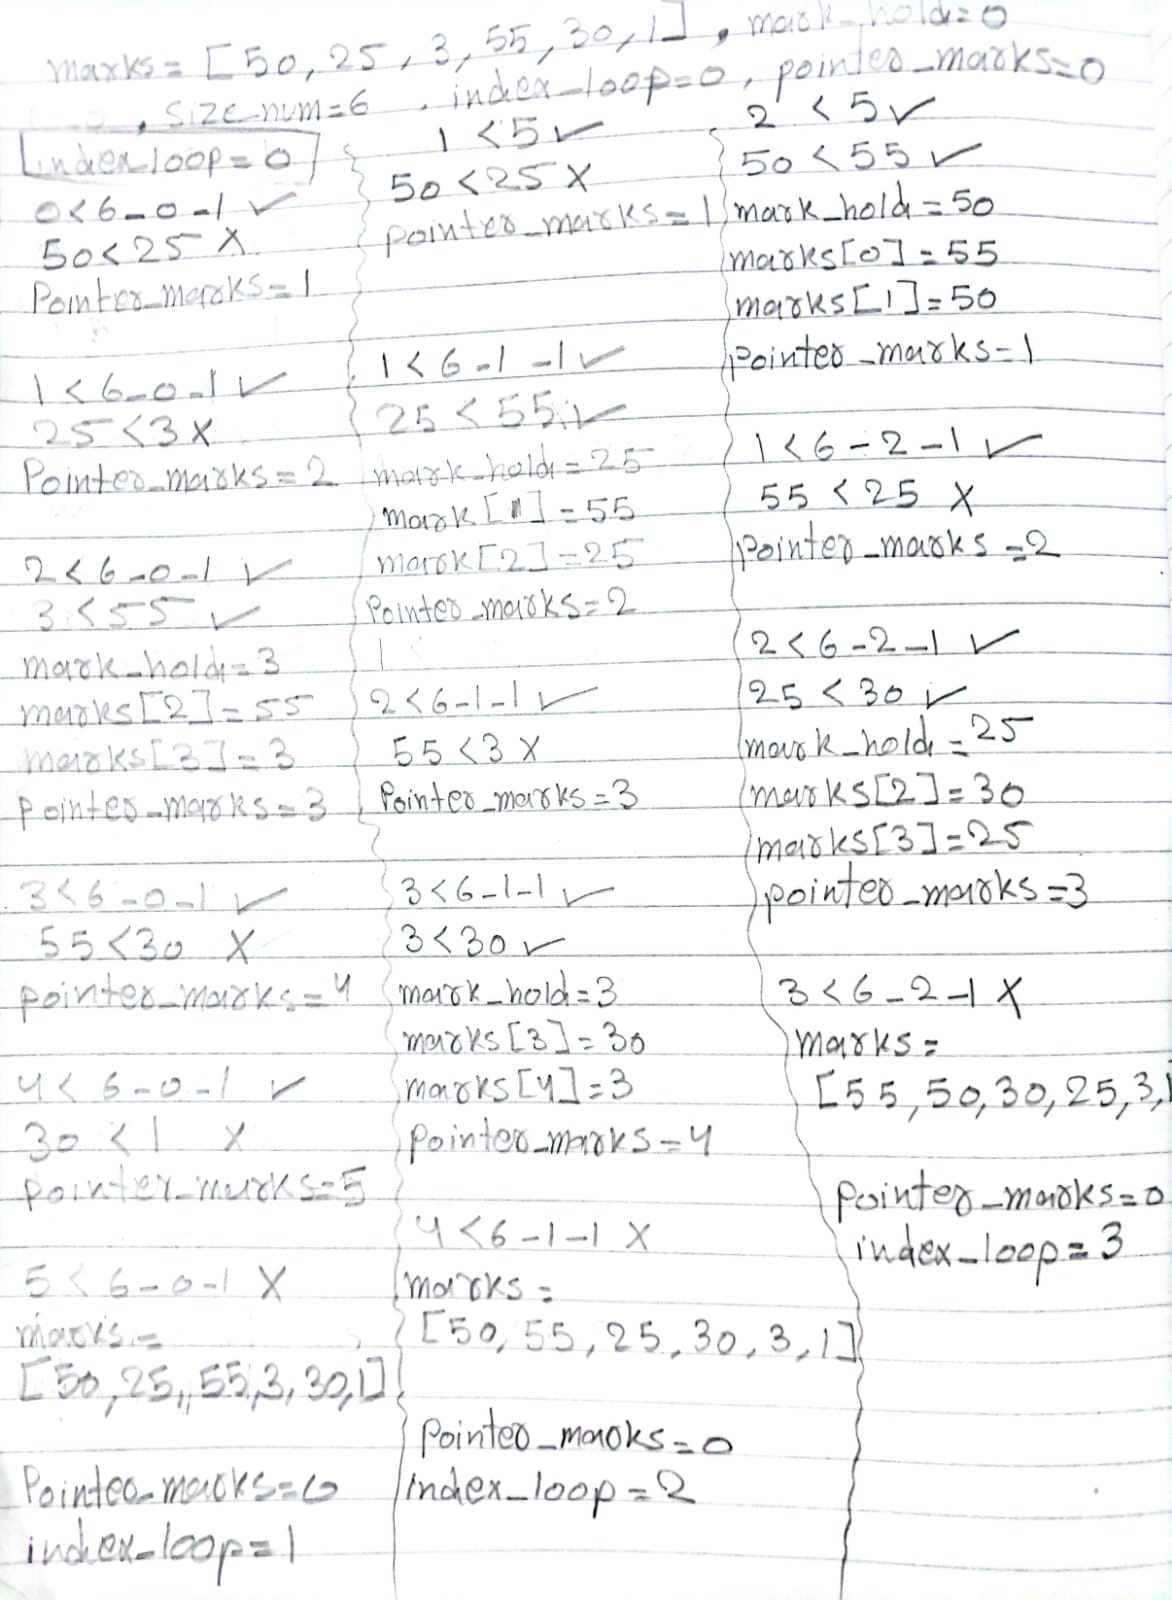 marks = [50, 25, 3, 55, 30, 1], mark_hold = 0
, size_num = 6 , index_loop = 0, pointer_marks = 0
index_loop = 0
0 < 6 - 0 - 1 ✓
50 < 25 X
Pointer_marks = 1
1 < 6 - 0 - 1 ✓
25 < 3 X
Pointer_marks = 2
2 < 6 - 0 - 1 ✓
3 < 55 ✓
mark_hold = 3
marks[2] = 55
marks[3] = 3
pointer_marks = 3
3 < 6 - 0 - 1 ✓
55 < 30 X
pointer_marks = 4
4 < 6 - 0 - 1 ✓
30 < 1 X
pointer_marks = 5
5 < 6 - 0 - 1 X
marks =
[50, 25, 55, 3, 30, 1]
Pointer_marks = 0
index_loop = 1
1 < 5 ✓
50 < 25 X
pointer_marks = 1
1 < 6 - 1 - 1 ✓
25 < 55 ✓
mark_hold = 25
mark[1] = 55
mark[2] = 25
Pointer_marks = 2
2 < 6 - 1 - 1 ✓
55 < 3 X
Pointer_marks = 3
3 < 6 - 1 - 1 ✓
3 < 30 ✓
mark_hold = 3
marks[3] = 30
marks[4] = 3
pointer_marks = 4
4 < 6 - 1 - 1 X
marks =
[50, 55, 25, 30, 3, 1]
pointer_marks = 0
index_loop = 2
2 < 5 ✓
50 < 55 ✓
mark_hold = 50
marks[0] = 55
marks[1] = 50
pointer_marks = 1
1 < 6 - 2 - 1 ✓
55 < 25 X
pointer_marks = 2
2 < 6 - 2 - 1 ✓
25 < 30 ✓
mark_hold = 25
marks[2] = 30
marks[3] = 25
pointer_marks = 3
3 < 6 - 2 - 1 X
marks =
[55, 50, 30, 25, 3, 1
pointer_marks = 0
index_loop = 3